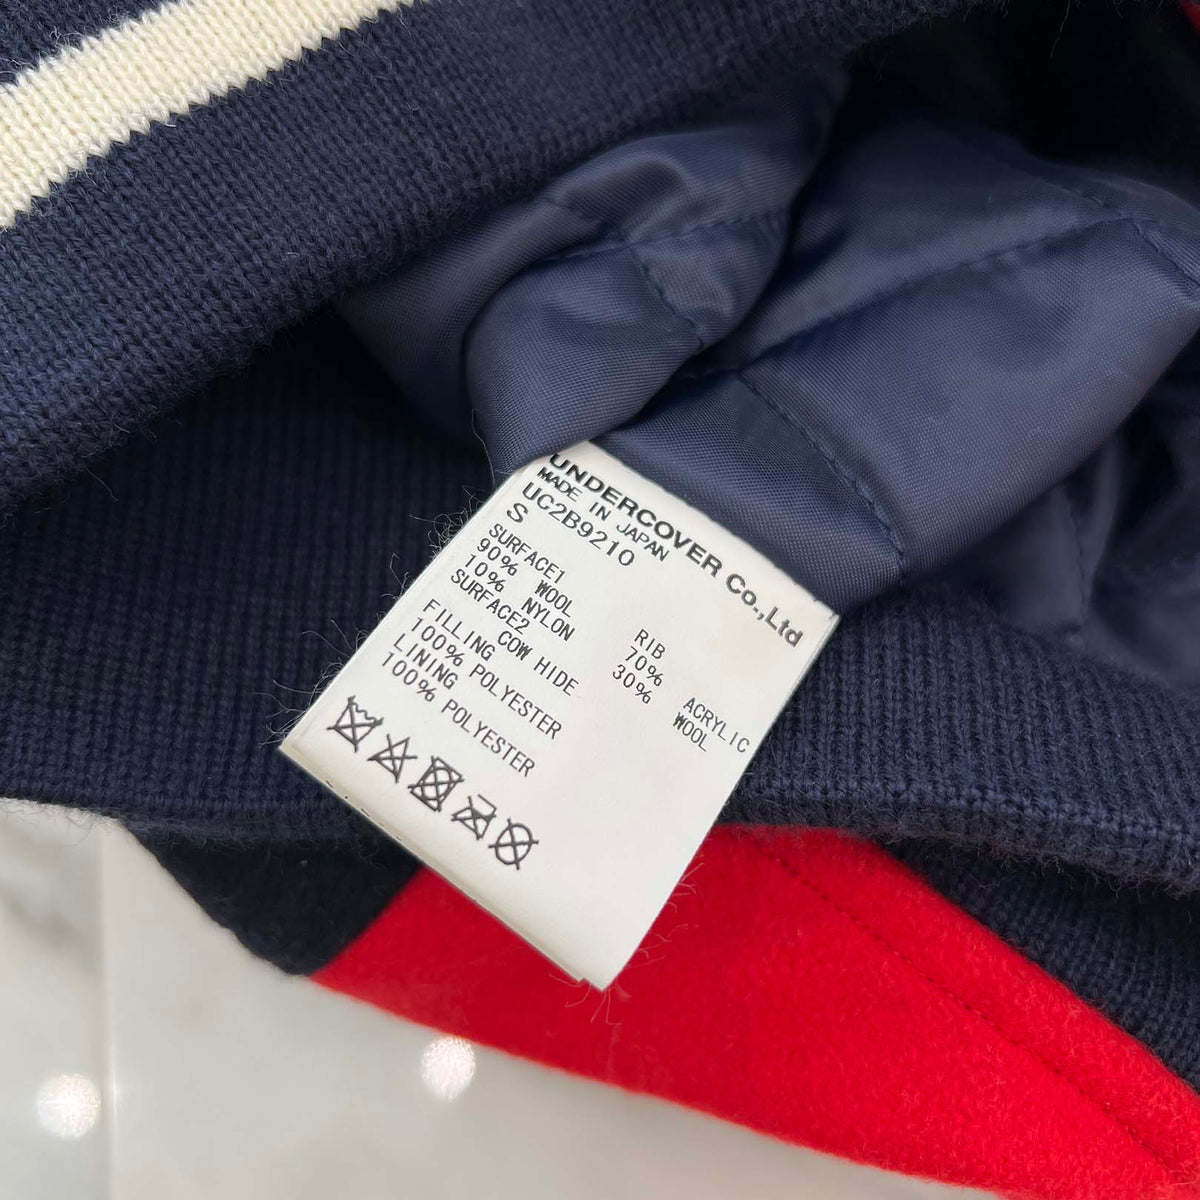 UNDERCOVER Co.,Ltd
MADE IN JAPAN
UC2B9210
S
SURFACE1
90% WOOL
10% NYLON
SURFACE2
COW HIDE
FILLING
100% POLYESTER
LINING
100% POLYESTER
RIB
70% ACRYLIC
30% WOOL